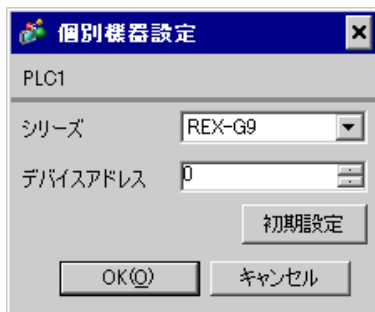 個別機器設定
PLC1
シリーズ REX-G9
デバイスアドレス 0
初期設定
OK(O) キャンセル